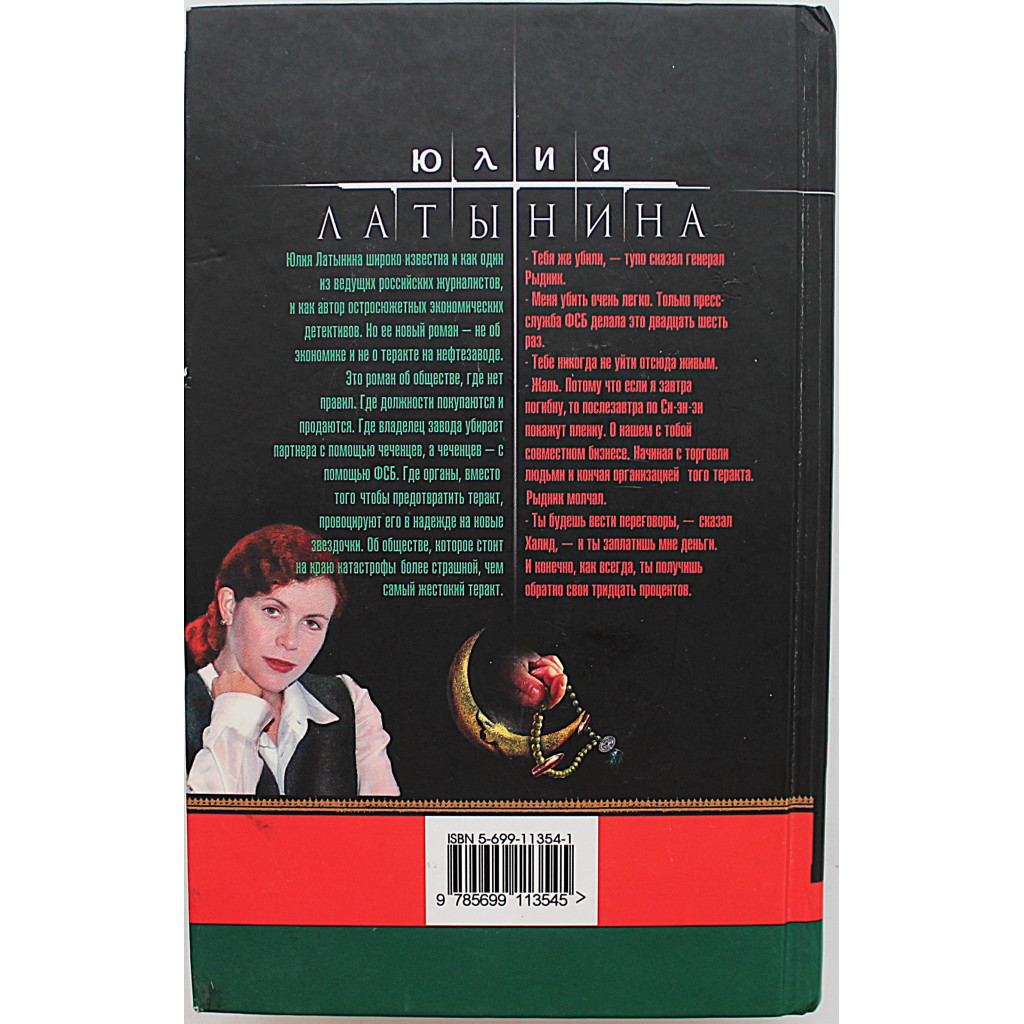 ЮЛИЯ
ЛАТЫНИНА
Юлия Латынина широко известна и как один
из ведущих российских журналистов,
и как автор остросюжетных экономических
детективов. Но ее новый роман – не об
экономике и не о теракте на нефтезаводе.
Это роман об обществе, где нет
правил. Где должности покупаются и
продаются. Где владелец завода убирает
партнера с помощью чеченцев, а чеченцев – с
помощью ФСБ. Где органы, вместо
того чтобы предотвратить теракт,
провоцируют его в надежде на новые
звездочки. Об обществе, которое стоит
на краю катастрофы более страшной, чем
самый жестокий теракт.
- Тебя же убили, – тупо сказал генерал
Рыдник.
- Меня убить очень легко. Только пресс-
служба ФСБ делала это двадцать шесть
раз.
- Тебе никогда не уйти отсюда живым.
- Жаль. Потому что если я завтра
погибну, то послезавтра по Си-эн-эн
покажут пленку. О нашем с тобой
совместном бизнесе. Начиная с торговли
людьми и кончая организацией того теракта.
Рыдник молчал.
- Ты будешь вести переговоры, – сказал
Халид, – и ты заплатишь мне деньги.
И конечно, как всегда, ты получишь
обратно свои тридцать процентов.
ISBN 5-699-11354-1
9 785699 113545 >